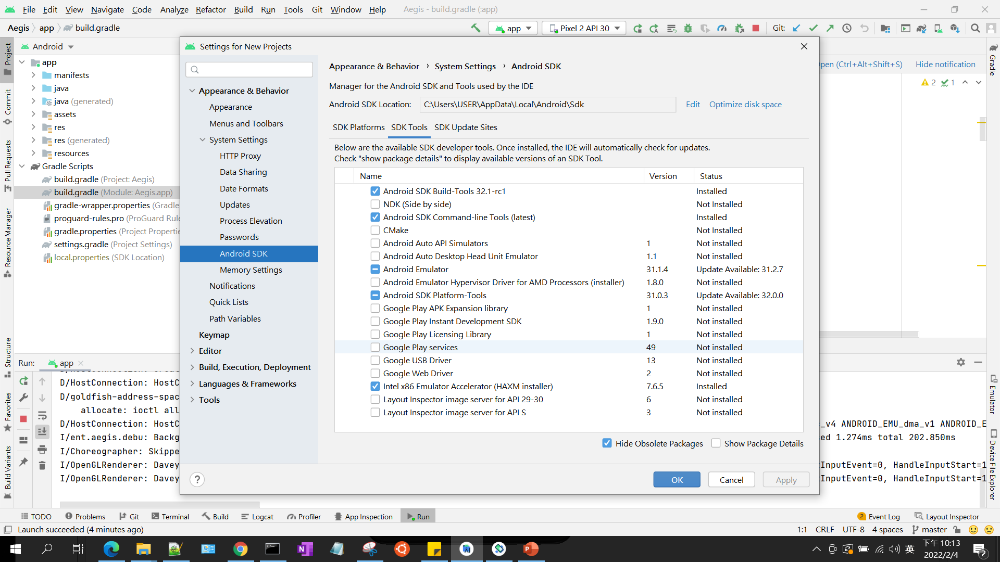 File Edit View Navigate Code Analyze Refactor Build Run Tools Git Window Help Aegis - build.gradle (:app)
Aegis app build.gradle app Pixel 2 API 30 Git:
Project
Commit
Pull Requests
Resource Manager
Structure
Favorites
Build Variants
Android
app
manifests
java
java (generated)
assets
res
res (generated)
resources
Gradle Scripts
build.gradle (Project: Aegis)
build.gradle (Module: Aegis.app)
gradle-wrapper.properties (Gradle
proguard-rules.pro (ProGuard Rule
gradle.properties (Project Properti
settings.gradle (Project Settings)
local.properties (SDK Location)
Settings for New Projects
Appearance & Behavior
Appearance
Menus and Toolbars
System Settings
HTTP Proxy
Data Sharing
Date Formats
Updates
Process Elevation
Passwords
Android SDK
Memory Settings
Notifications
Quick Lists
Path Variables
Keymap
Editor
Build, Execution, Deployment
Languages & Frameworks
Tools
Appearance & Behavior › System Settings › Android SDK
Manager for the Android SDK and Tools used by the IDE
Android SDK Location: C:\Users\USER\AppData\Local\Android\Sdk Edit Optimize disk space
SDK Platforms SDK Tools SDK Update Sites
Below are the available SDK developer tools. Once installed, the IDE will automatically check for updates.
Check "show package details" to display available versions of an SDK Tool.
Name Version Status
Android SDK Build-Tools 32.1-rc1 Installed
NDK (Side by side) Not Installed
Android SDK Command-line Tools (latest) Installed
CMake Not Installed
Android Auto API Simulators 1 Not installed
Android Auto Desktop Head Unit Emulator 1.1 Not installed
Android Emulator 31.1.4 Update Available: 31.2.7
Android Emulator Hypervisor Driver for AMD Processors (installer) 1.8.0 Not installed
Android SDK Platform-Tools 31.0.3 Update Available: 32.0.0
Google Play APK Expansion library 1 Not installed
Google Play Instant Development SDK 1.9.0 Not installed
Google Play Licensing Library 1 Not installed
Google Play services 49 Not installed
Google USB Driver 13 Not installed
Google Web Driver 2 Not installed
Intel x86 Emulator Accelerator (HAXM installer) 7.6.5 Installed
Layout Inspector image server for API 29-30 6 Not installed
Layout Inspector image server for API S 3 Not installed
Hide Obsolete Packages Show Package Details
? OK Cancel Apply
pen (Ctrl+Alt+Shift+S) Hide notification
2 1
Gradle
Emulator
Device File Explorer
Run: app
D/HostConnection: HostC
D/goldfish-address-spac
allocate: ioctl all
D/HostConnection: HostC _v4 ANDROID_EMU_dma_v1 ANDROID_E
I/ent.aegis.debu: Backg ed 1.274ms total 202.850ms
I/Choreographer: Skippe
I/OpenGLRenderer: Davey InputEvent=0, HandleInputStart=1
I/OpenGLRenderer: Davey InputEvent=0, HandleInputStart=1
TODO Problems Git Terminal Build Logcat Profiler App Inspection Run 2 Event Log Layout Inspector
Launch succeeded (4 minutes ago) 1:1 CRLF UTF-8 4 spaces master
英 下午 10:13
2022/2/4 2